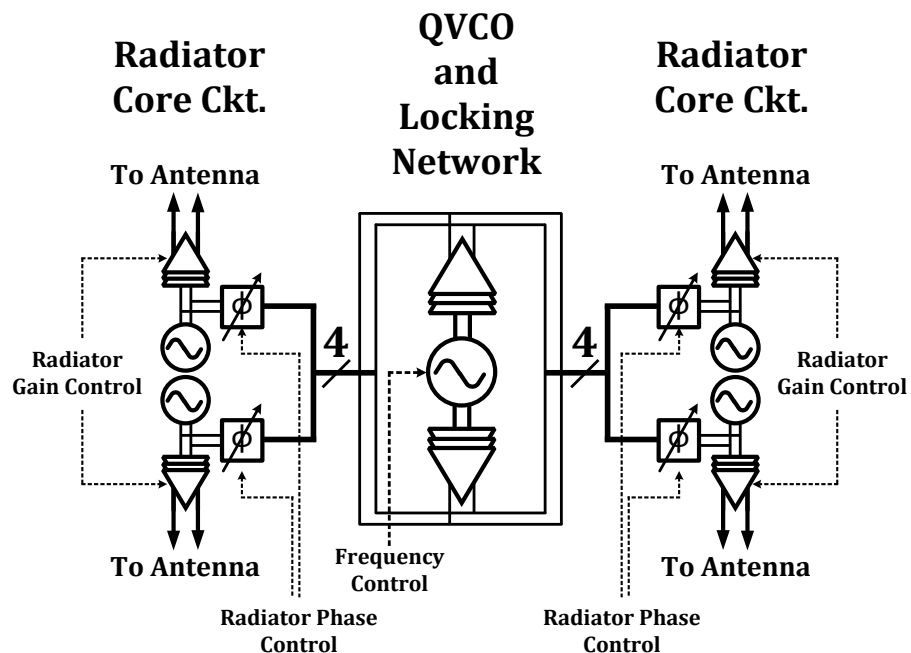 Radiator
Core Ckt.
QVCO
and
Locking
Network
Radiator
Core Ckt.
To Antenna
To Antenna
ϕ
ϕ
4
4
Radiator
Gain Control
Radiator
Gain Control
ϕ
ϕ
To Antenna
Frequency
Control
To Antenna
Radiator Phase
Control
Radiator Phase
Control